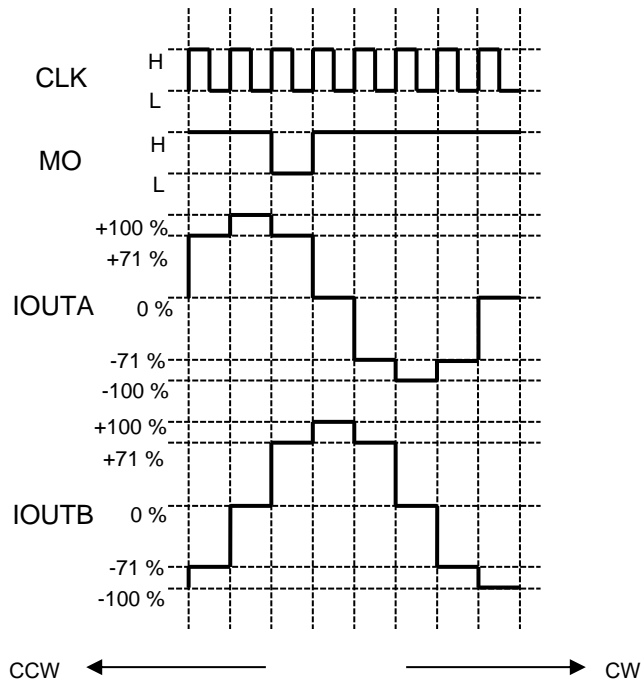 CLK
H
L
MO
H
L
IOUTA
+100 %
+71 %
0 %
-71 %
-100 %
IOUTB
+100 %
+71 %
0 %
-71 %
-100 %
CCW
CW